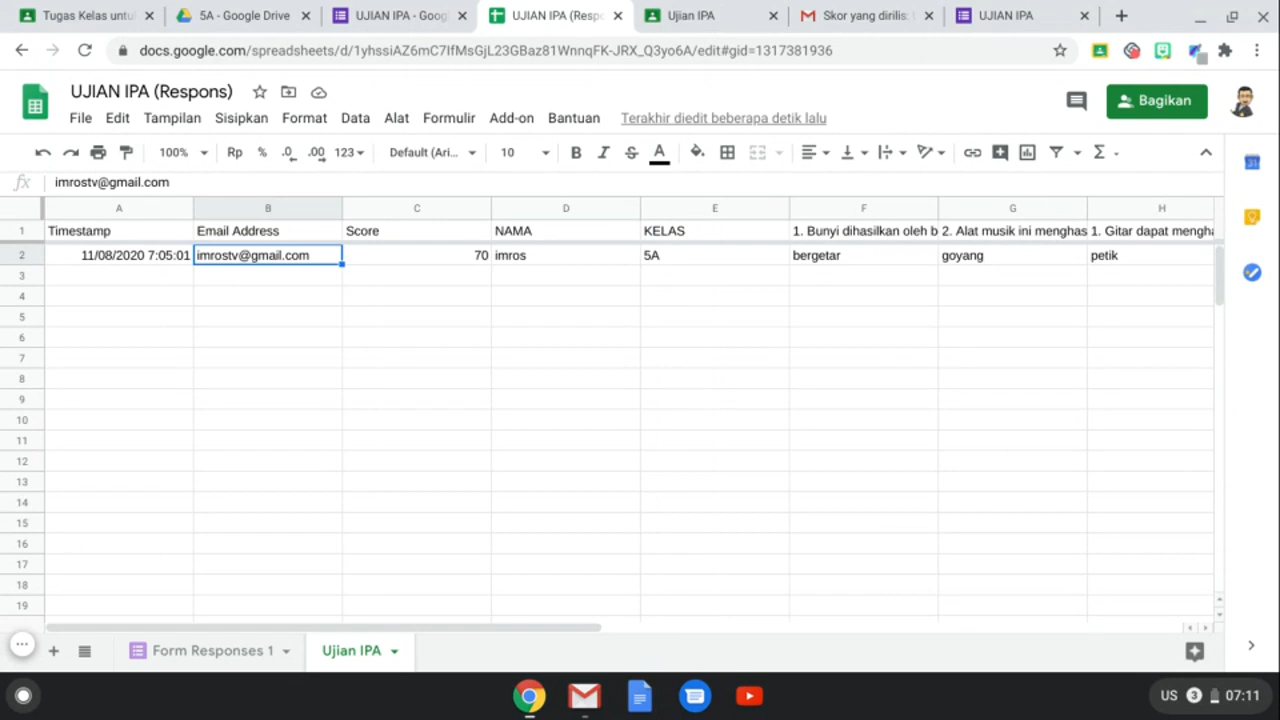 Tugas Kelas untu
5A - Google Drive
UJIAN IPA - Goog
UJIAN IPA (Respo
Ujian IPA
Skor yang dirilis:
UJIAN IPA
docs.google.com/spreadsheets/d/1yhssiAZ6mC7IfMsGjL23GBaz81WnnqFK-JRX_Q3yo6A/edit#gid=1317381936
UJIAN IPA (Respons)
Bagikan
File Edit Tampilan Sisipkan Format Data Alat Formulir Add-on Bantuan Terakhir diedit beberapa detik lalu
100% Rp % .0 .00 123 Default (Ari... 10 B I S A
fx imrostv@gmail.com
A B C D E F G H
1 Timestamp Email Address Score NAMA KELAS 1. Bunyi dihasilkan oleh b 2. Alat musik ini menghas 1. Gitar dapat mengha
2 11/08/2020 7:05:01 imrostv@gmail.com 70 imros 5A bergetar goyang petik
3
4
5
6
7
8
9
10
11
12
13
14
15
16
17
18
19
31
Form Responses 1 Ujian IPA
US 3 07:11